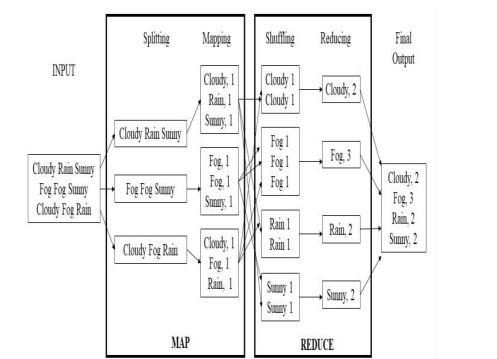 INPUT
Cloudy Rain Sunny
Fog Fog Sunny
Cloudy Fog Rain
Splitting
Cloudy Rain Sunny
Fog Fog Sunny
Cloudy Fog Rain
Mapping
Cloudy, 1
Rain, 1
Sunny, 1
Fog, 1
Fog, 1
Sunny, 1
Cloudy, 1
Fog, 1
Rain, 1
MAP
Shuffling
Cloudy 1
Cloudy 1
Fog 1
Fog 1
Fog 1
Rain 1
Rain 1
Sunny 1
Sunny 1
Reducing
Cloudy, 2
Fog, 3
Rain, 2
Sunny, 2
REDUCE
Final
Output
Cloudy, 2
Fog, 3
Rain, 2
Sunny, 2